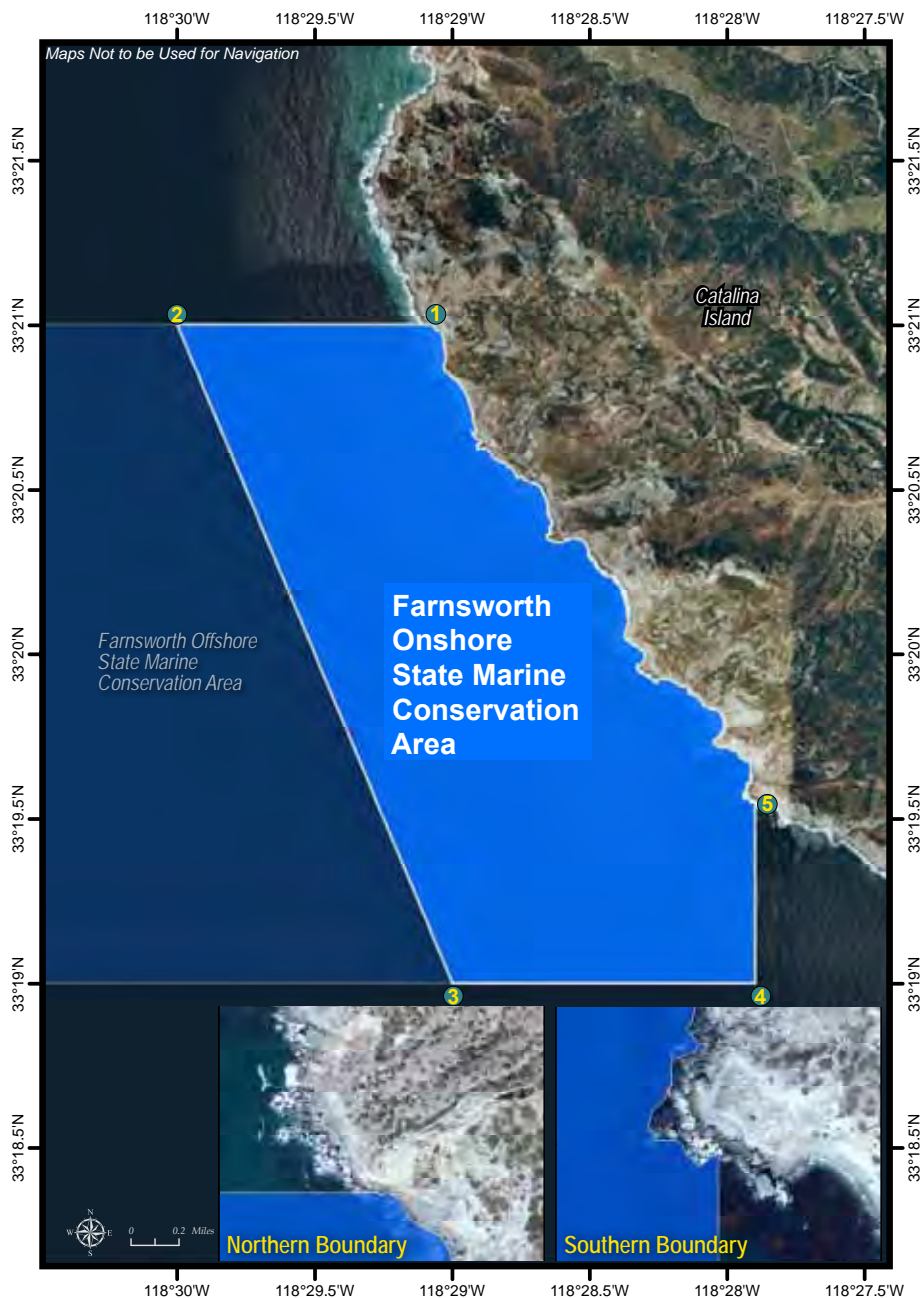 118°30'W 118°29.5'W 118°29'W 118°28.5'W 118°28'W 118°27.5'W
Maps Not to be Used for Navigation
33°21.5'N 33°21.5'N
Catalina
Island
2 1
33°21'N 33°21'N
33°20.5'N 33°20.5'N
Farnsworth
Onshore
State Marine
Conservation
Area
Farnsworth Offshore
State Marine
Conservation Area
33°20'N 33°20'N
5
33°19.5'N 33°19.5'N
33°19'N 33°19'N
3 4
33°18.5'N 33°18.5'N
N
W E
S
0 0.2 Miles
Northern Boundary
Southern Boundary
118°30'W 118°29.5'W 118°29'W 118°28.5'W 118°28'W 118°27.5'W